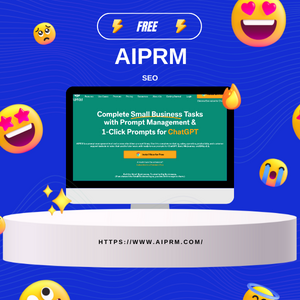 FREE
AIPRM
SEO
Complete Small Business Tasks
with Prompt Management &
1-Click Prompts for ChatGPT
HTTPS://WWW.AIPRM.COM/